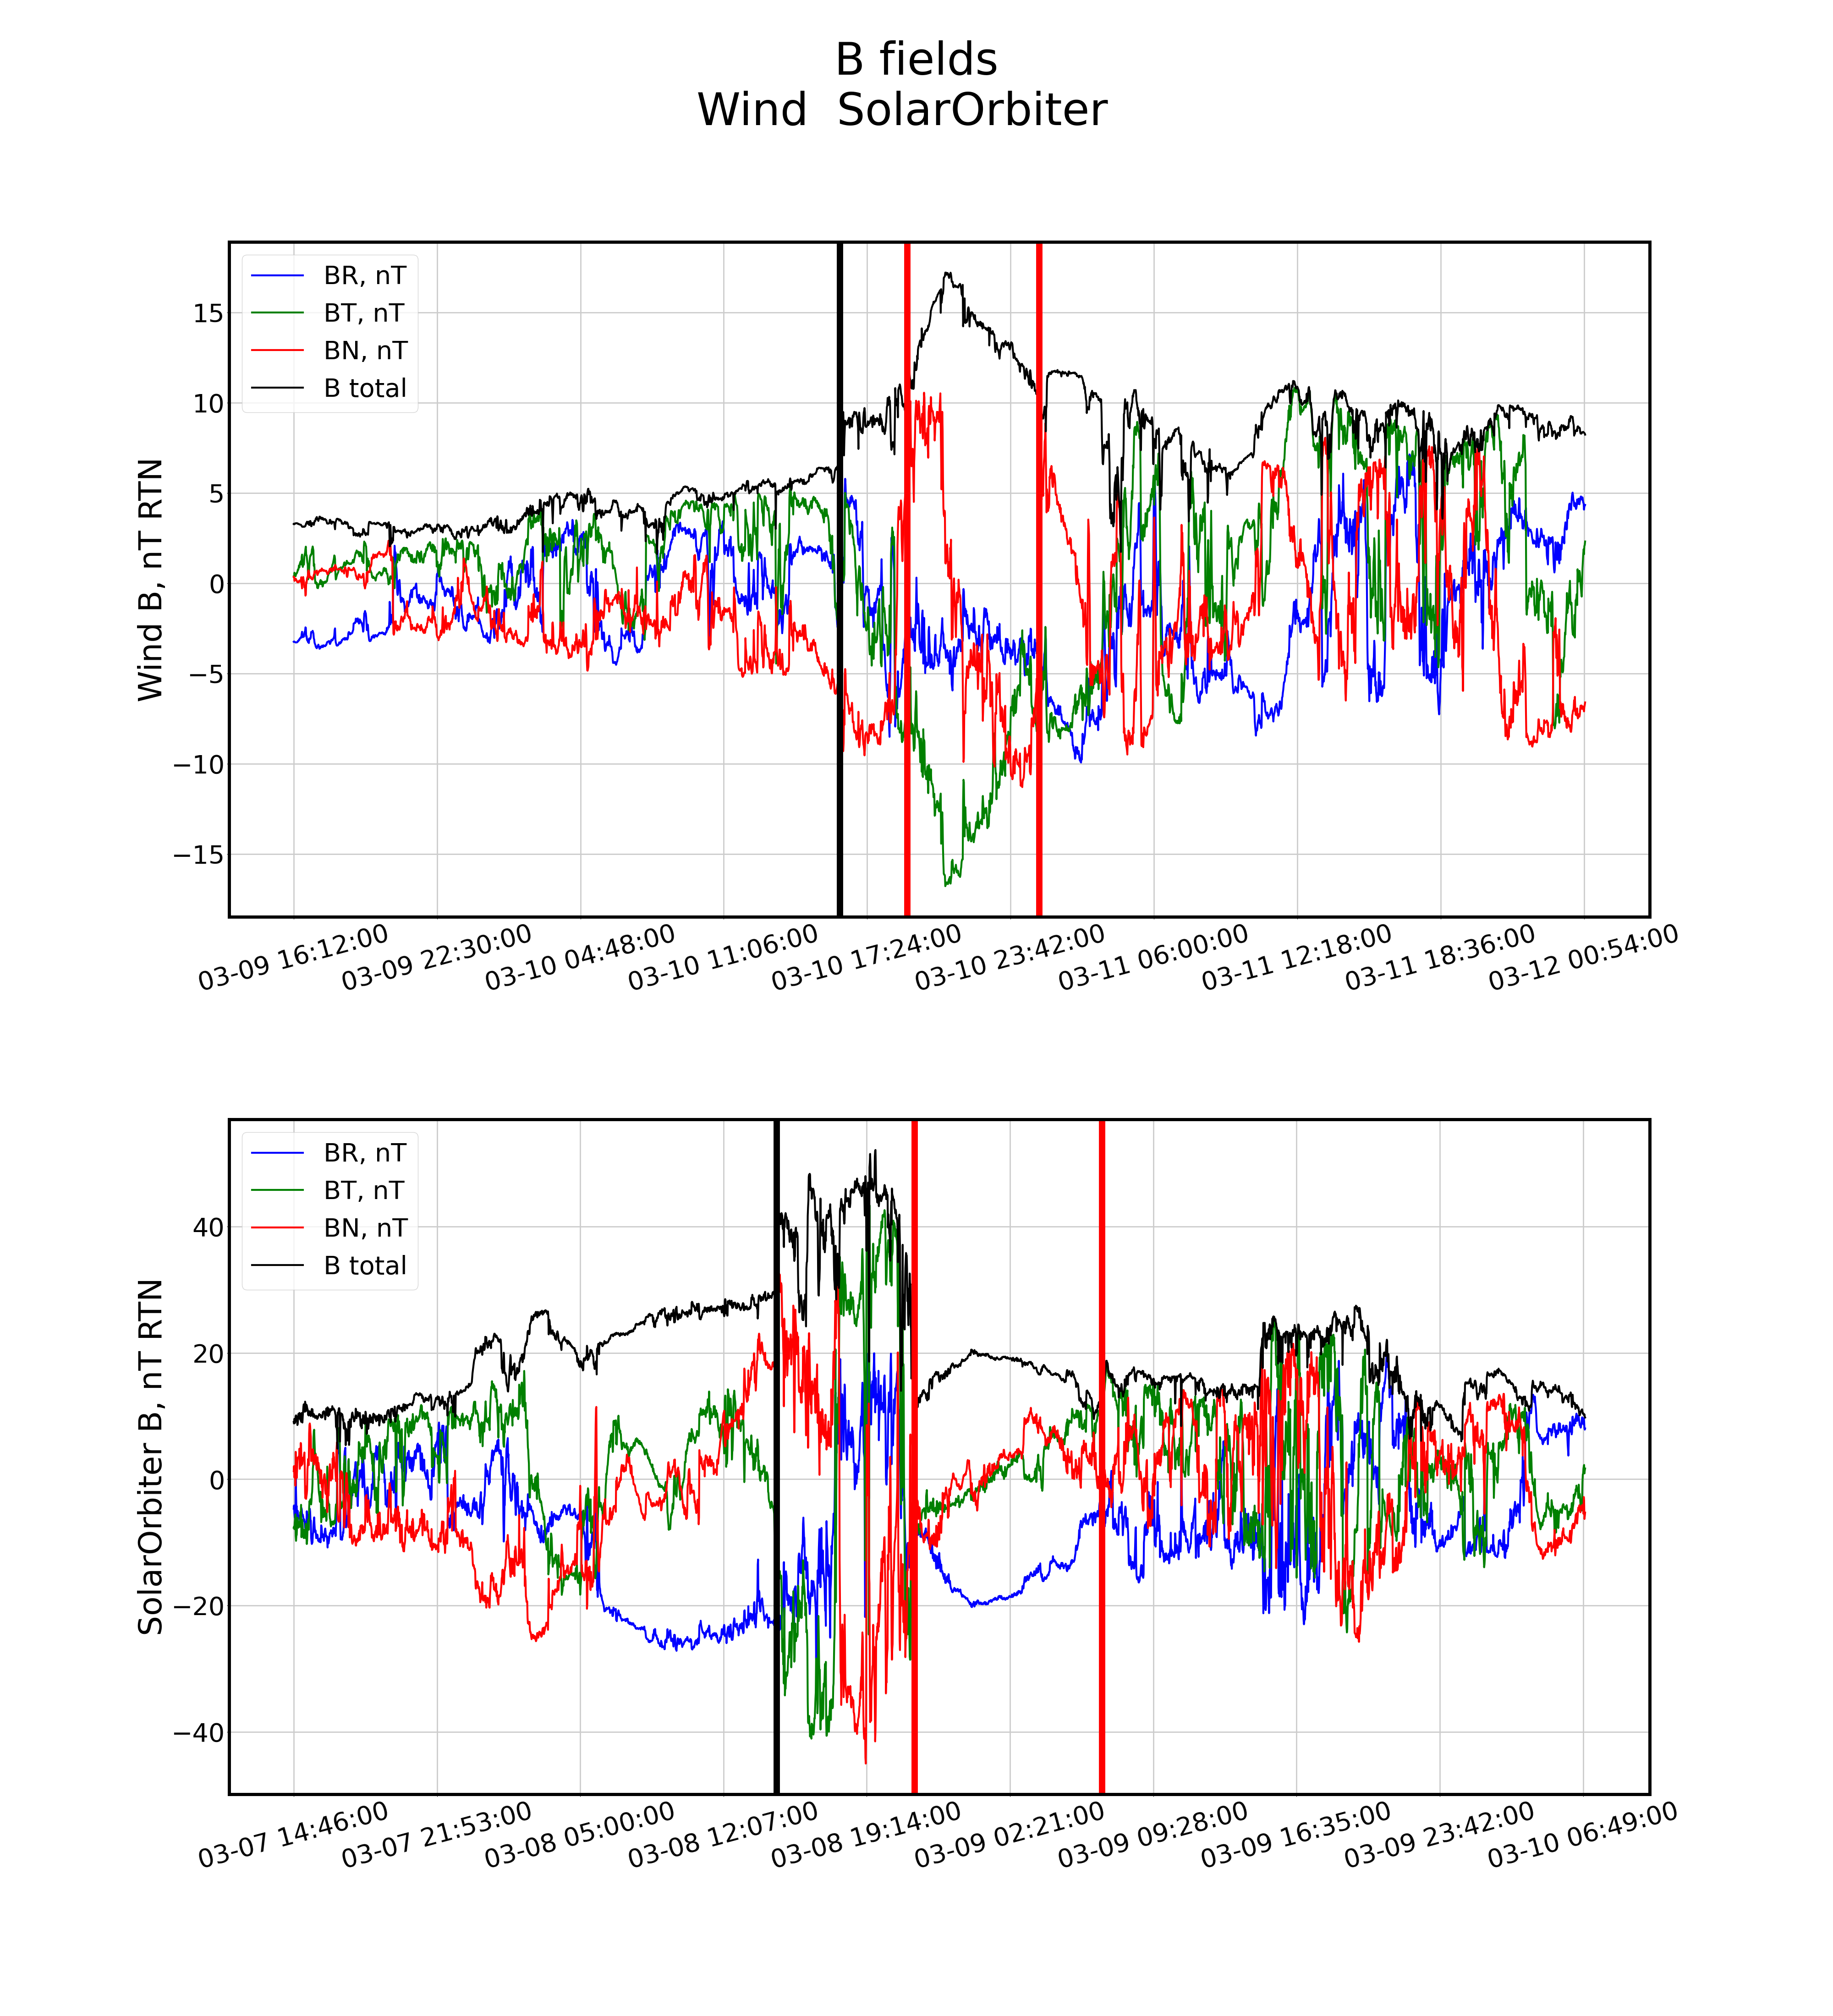 B fields
Wind  SolarOrbiter
BR, nT
BT, nT
BN, nT
B total
Wind B, nT RTN
15
10
5
0
−5
−10
−15
03-09 16:12:00
03-09 22:30:00
03-10 04:48:00
03-10 11:06:00
03-10 17:24:00
03-10 23:42:00
03-11 06:00:00
03-11 12:18:00
03-11 18:36:00
03-12 00:54:00
BR, nT
BT, nT
BN, nT
B total
SolarOrbiter B, nT RTN
40
20
0
−20
−40
03-07 14:46:00
03-07 21:53:00
03-08 05:00:00
03-08 12:07:00
03-08 19:14:00
03-09 02:21:00
03-09 09:28:00
03-09 16:35:00
03-09 23:42:00
03-10 06:49:00